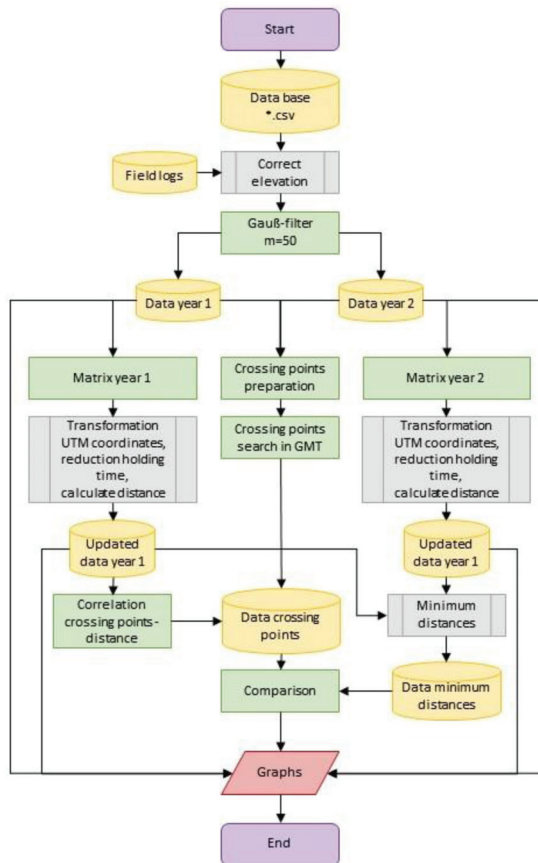 Start
Data base
*.csv
Field logs
Correct
elevation
Gauß-filter
m=50
Data year 1
Data year 2
Matrix year 1
Crossing points
preparation
Matrix year 2
Transformation
UTM coordinates,
reduction holding
time,
calculate distance
Crossing points
search in GMT
Transformation
UTM coordinates,
reduction holding
time,
calculate distance
Updated
data year 1
Updated
data year 1
Correlation
crossing points-
distance
Data crossing
points
Minimum
distances
Comparison
Data minimum
distances
Graphs
End